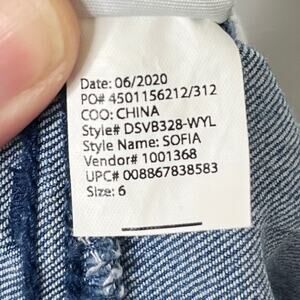 Date: 06/2020
PO# 4501156212/312
COO: CHINA
Style# DSVB328-WYL
Style Name: SOFIA
Vendor# 1001368
UPC# 008867838583
Size: 6